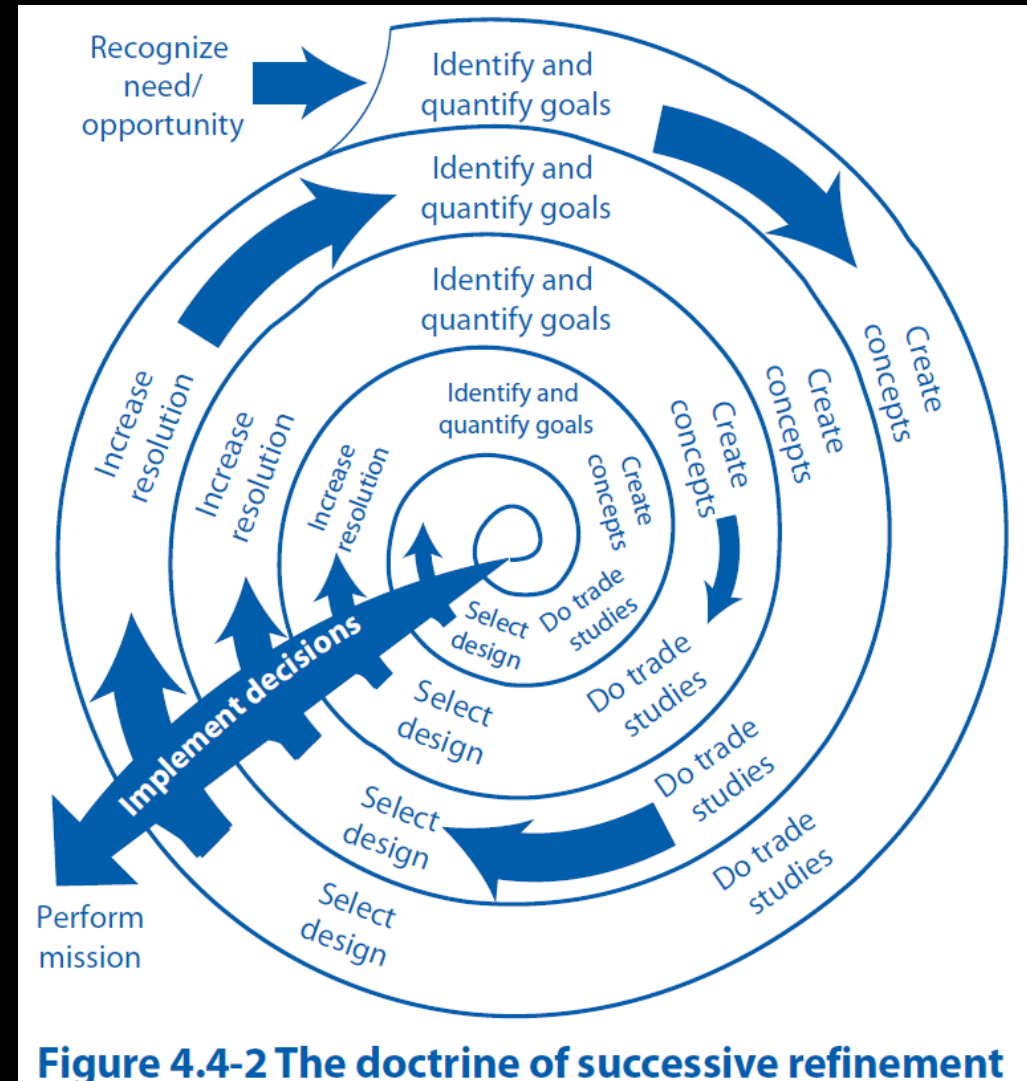 Recognize
need/
opportunity
Identify and
quantify goals
Identify and
quantify goals
Identify and
quantify goals
Identify and
quantify goals
Create
concepts
Create
concepts
Create
concepts
Create
concepts
Increase
resolution
Increase
resolution
Increase
resolution
Do trade
studies
Do trade
studies
Do trade
studies
Do trade
studies
Select
design
Select
design
Select
design
Select
design
Implement decisions
Perform
mission
Figure 4.4-2 The doctrine of successive refinement